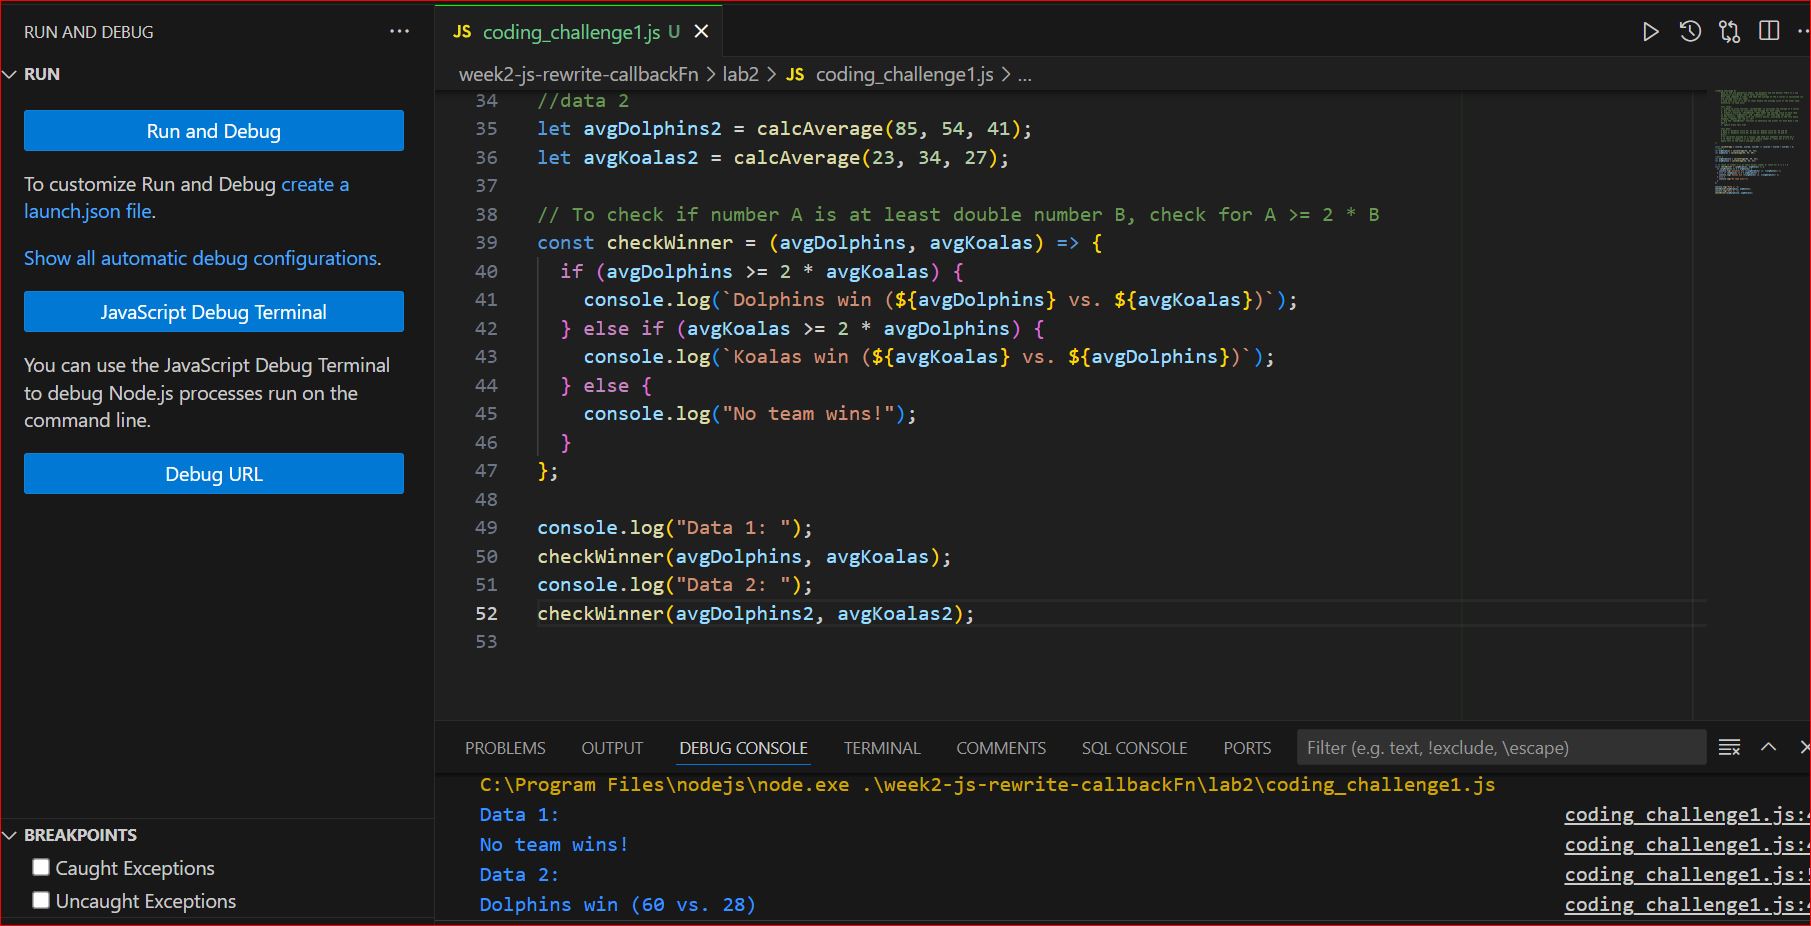 RUN AND DEBUG
RUN
Run and Debug
To customize Run and Debug create a
launch.json file.
Show all automatic debug configurations.
JavaScript Debug Terminal
You can use the JavaScript Debug Terminal
to debug Node.js processes run on the
command line.
Debug URL
BREAKPOINTS
Caught Exceptions
Uncaught Exceptions
JS coding_challenge1.js U
week2-js-rewrite-callbackFn > lab2 > JS coding_challenge1.js > ...
34 //data 2
35 let avgDolphins2 = calcAverage(85, 54, 41);
36 let avgKoalas2 = calcAverage(23, 34, 27);
37
38 // To check if number A is at least double number B, check for A >= 2 * B
39 const checkWinner = (avgDolphins, avgKoalas) => {
40 if (avgDolphins >= 2 * avgKoalas) {
41 console.log(`Dolphins win (${avgDolphins} vs. ${avgKoalas})`);
42 } else if (avgKoalas >= 2 * avgDolphins) {
43 console.log(`Koalas win (${avgKoalas} vs. ${avgDolphins})`);
44 } else {
45 console.log("No team wins!");
46 }
47 };
48
49 console.log("Data 1: ");
50 checkWinner(avgDolphins, avgKoalas);
51 console.log("Data 2: ");
52 checkWinner(avgDolphins2, avgKoalas2);
53
PROBLEMS OUTPUT DEBUG CONSOLE TERMINAL COMMENTS SQL CONSOLE PORTS Filter (e.g. text, !exclude, \escape)
C:\Program Files\nodejs\node.exe .\week2-js-rewrite-callbackFn\lab2\coding_challenge1.js
Data 1: coding_challenge1.js:
No team wins! coding_challenge1.js:
Data 2: coding_challenge1.js:
Dolphins win (60 vs. 28) coding_challenge1.js: